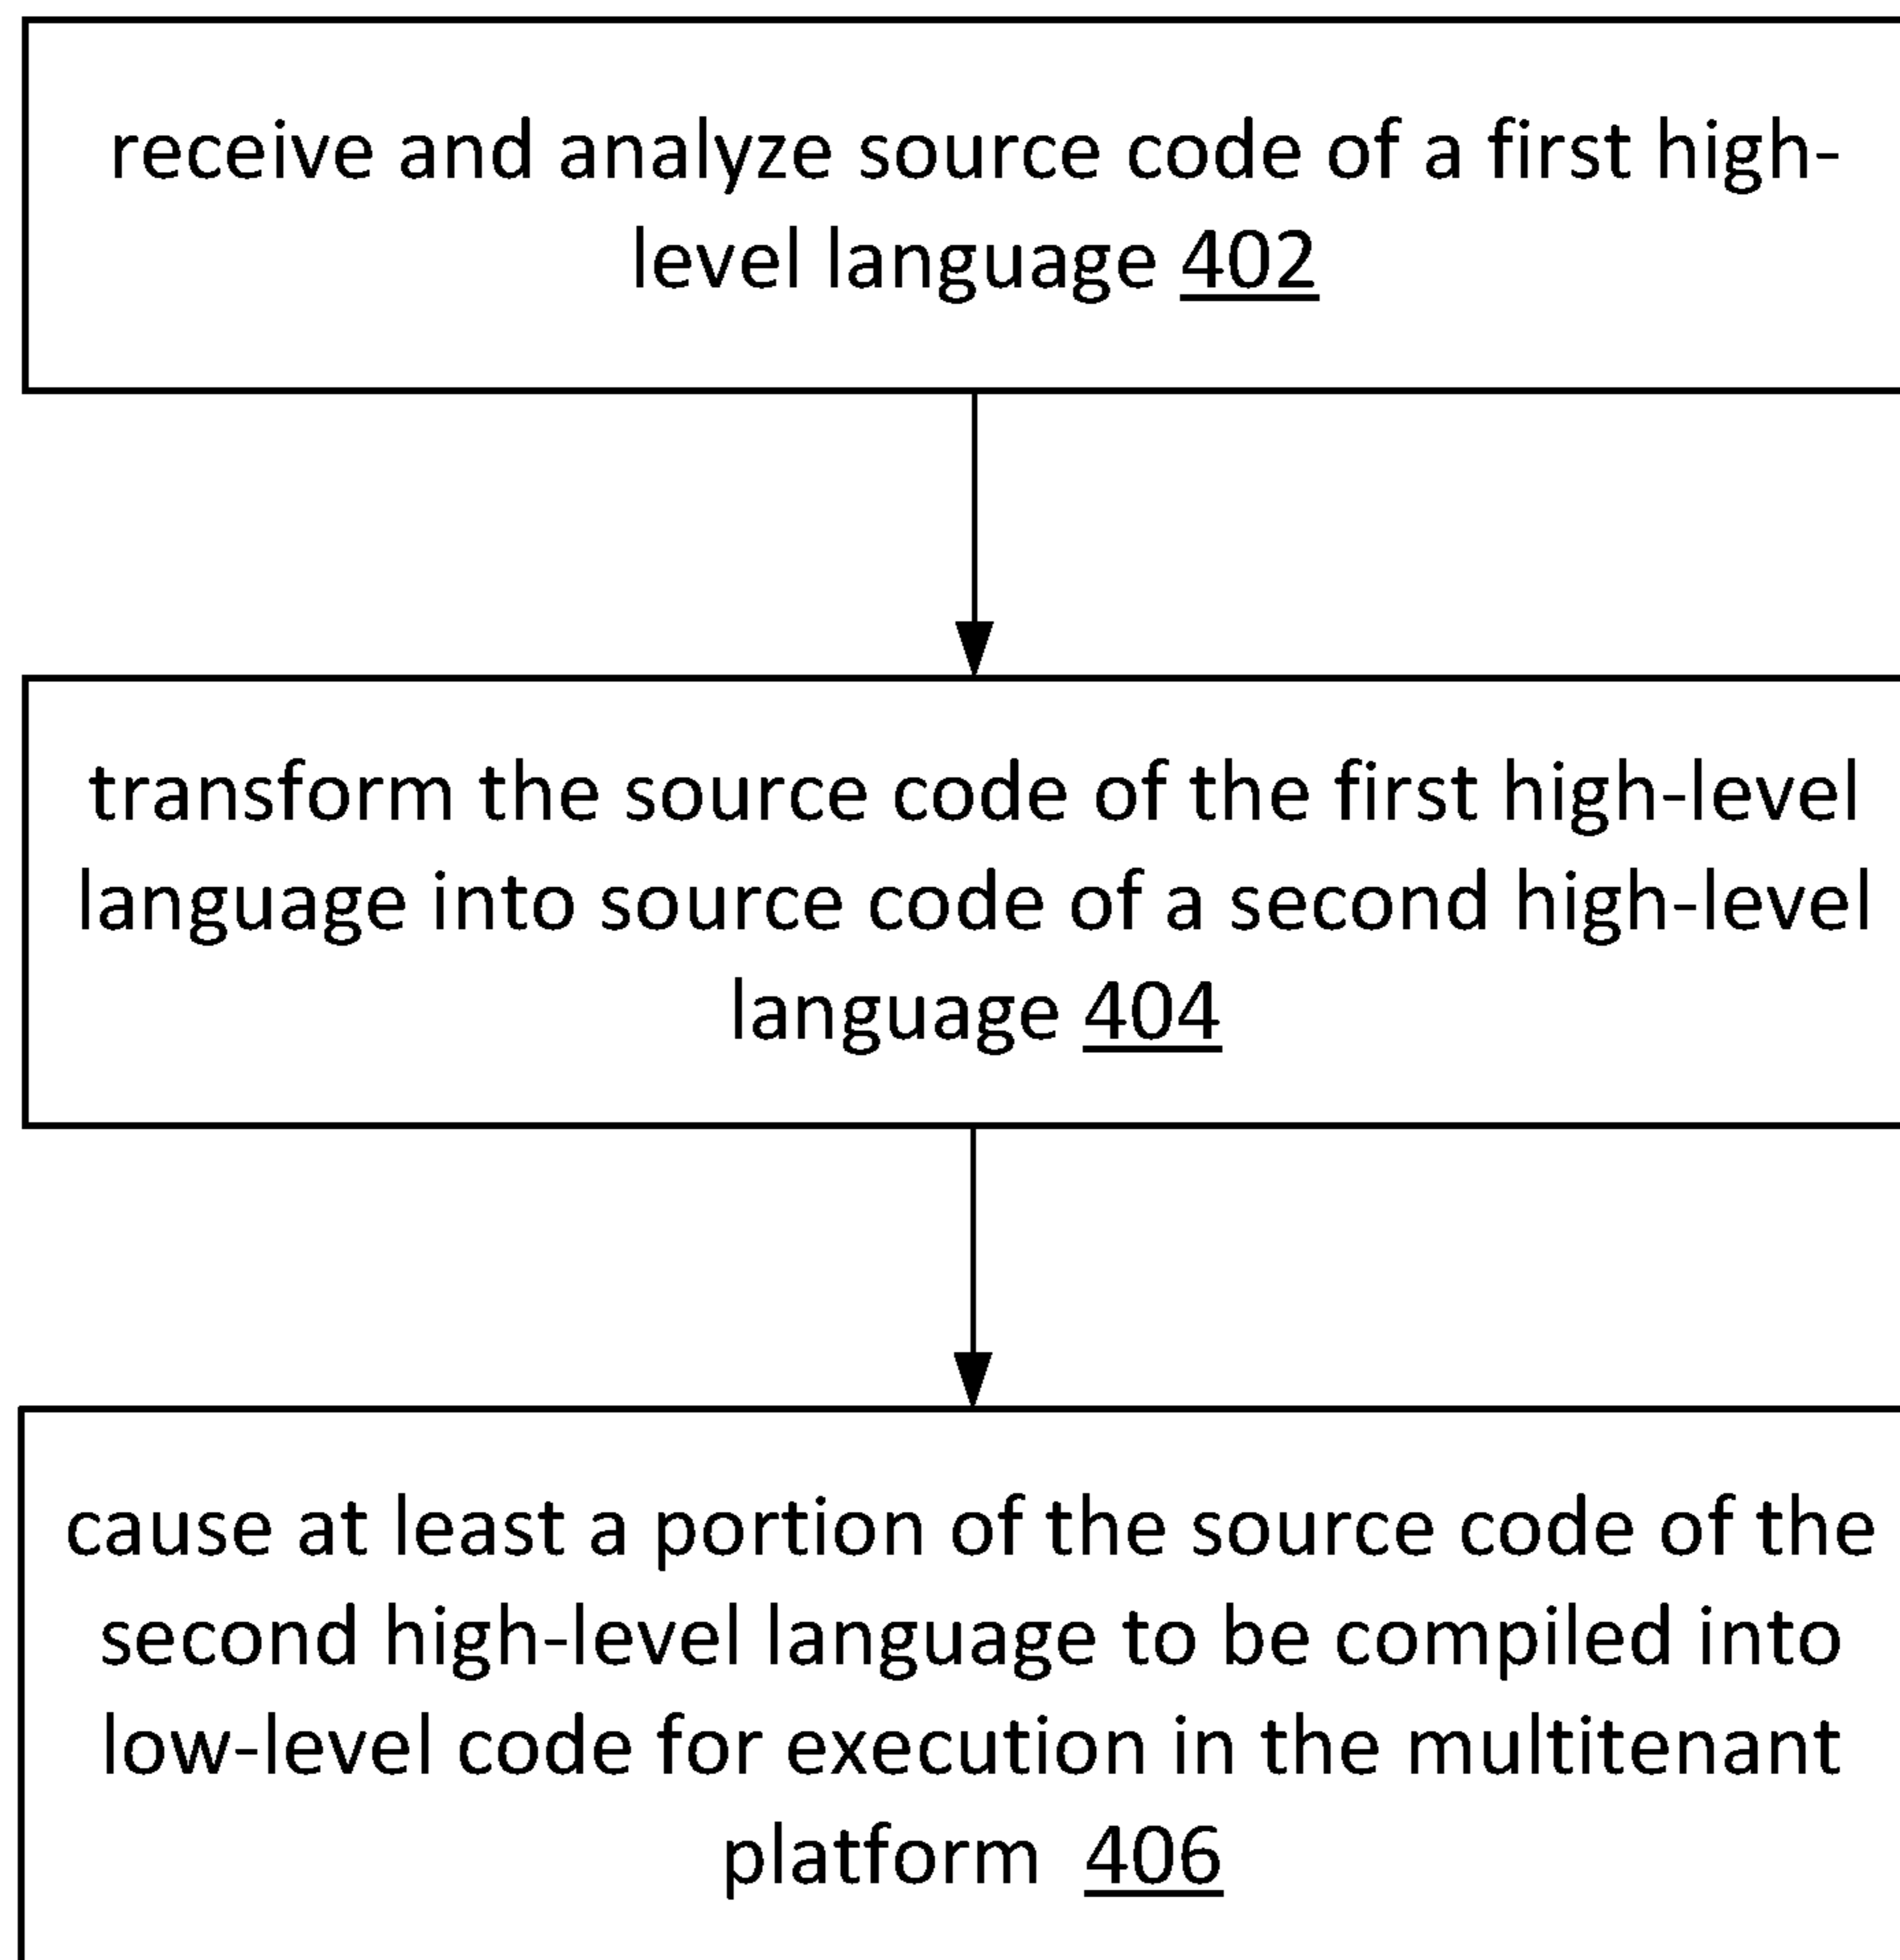 receive and analyze source code of a first high-
level language 402
transform the source code of the first high-level
language into source code of a second high-level
language 404
cause at least a portion of the source code of the
second high-level language to be compiled into
low-level code for execution in the multitenant
platform 406